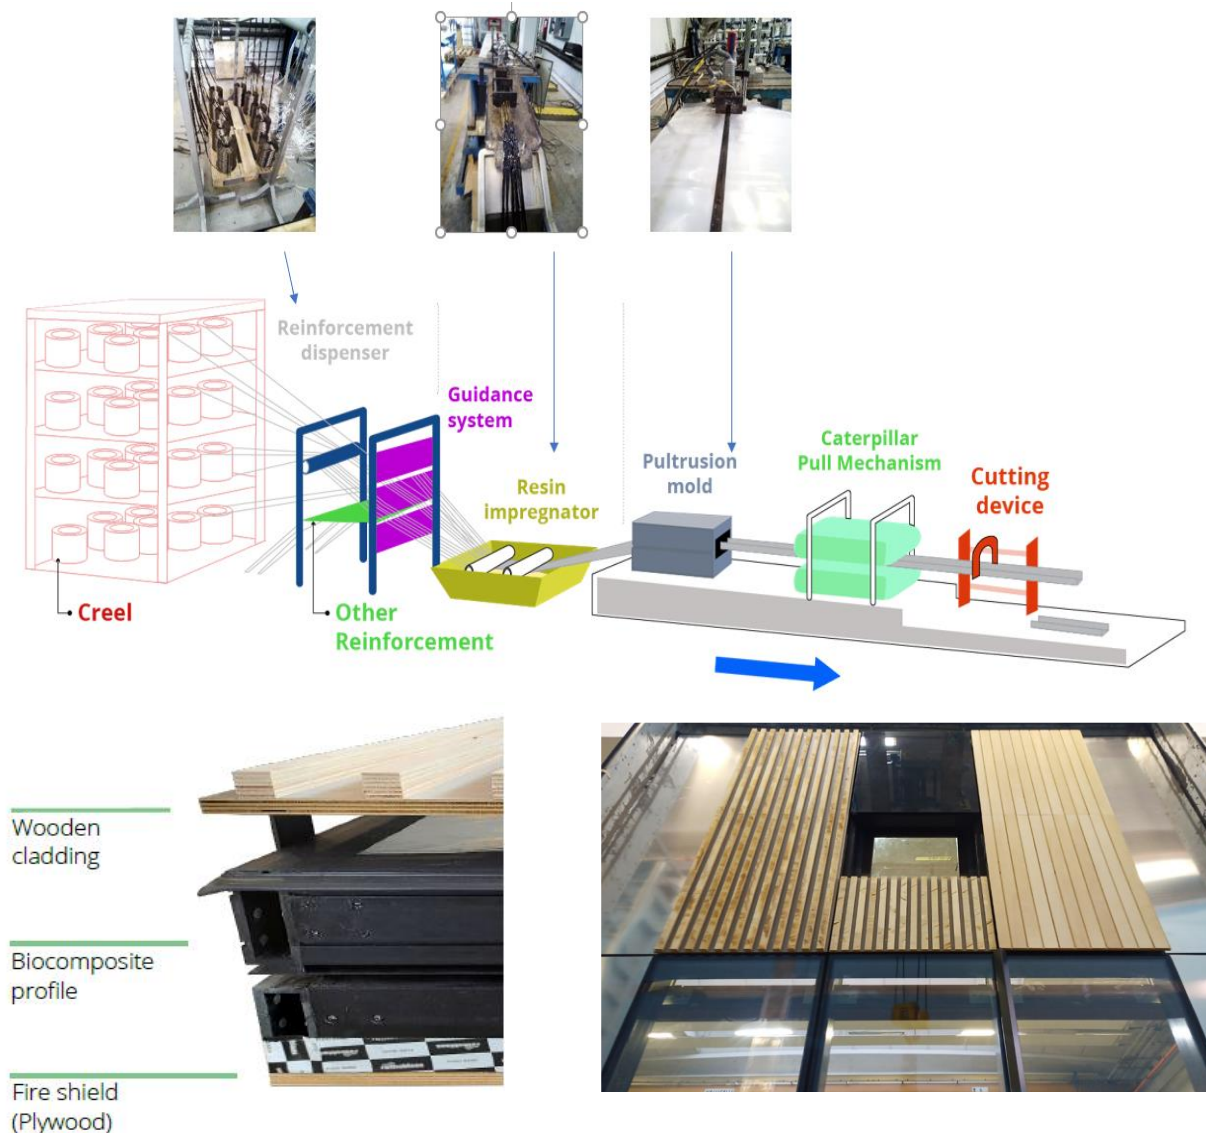 Reinforcement
dispenser
Guidance
system
Resin
impregnator
Pultrusion
mold
Caterpillar
Pull Mechanism
Cutting
device
Creel
Other
Reinforcement
Wooden
cladding
Biocomposite
profile
Fire shield
(Plywood)